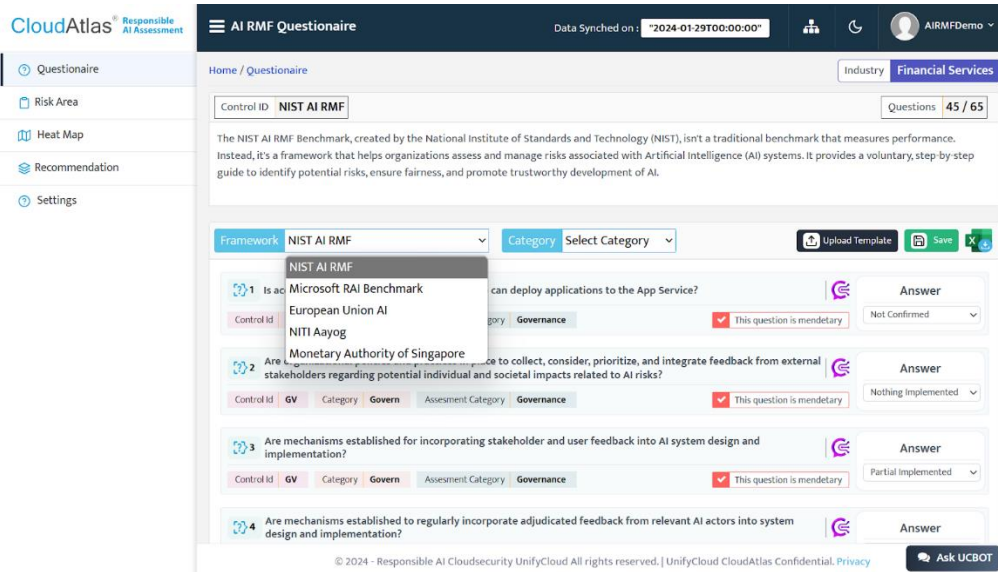 CloudAtlas® Responsible AI Assessment
AI RMF Questionaire
Data Synched on : "2024-01-29T00:00:00"
AIRMFDemo
Questionaire
Risk Area
Heat Map
Recommendation
Settings
Home / Questionaire
Industry Financial Services
Control ID NIST AI RMF
Questions 45 / 65
The NIST AI RMF Benchmark, created by the National Institute of Standards and Technology (NIST), isn't a traditional benchmark that measures performance.
Instead, it's a framework that helps organizations assess and manage risks associated with Artificial Intelligence (AI) systems. It provides a voluntary, step-by-step
guide to identify potential risks, ensure fairness, and promote trustworthy development of AI.
Framework NIST AI RMF
Category Select Category
Upload Template
Save
NIST AI RMF
Microsoft RAI Benchmark
European Union AI
NITI Aayog
Monetary Authority of Singapore
1 Is can deploy applications to the App Service?
Answer
Control Id Governance
This question is mendetary
Not Confirmed
2 Are to collect, consider, prioritize, and integrate feedback from external
stakeholders regarding potential individual and societal impacts related to AI risks?
Answer
Control Id GV Category Govern Assesment Category Governance
This question is mendetary
Nothing Implemented
3 Are mechanisms established for incorporating stakeholder and user feedback into AI system design and
implementation?
Answer
Control Id GV Category Govern Assesment Category Governance
This question is mendetary
Partial Implemented
4 Are mechanisms established to regularly incorporate adjudicated feedback from relevant AI actors into system
design and implementation?
Answer
© 2024 - Responsible AI Cloudsecurity UnifyCloud All rights reserved. | UnifyCloud CloudAtlas Confidential. Privacy
Ask UCBOT